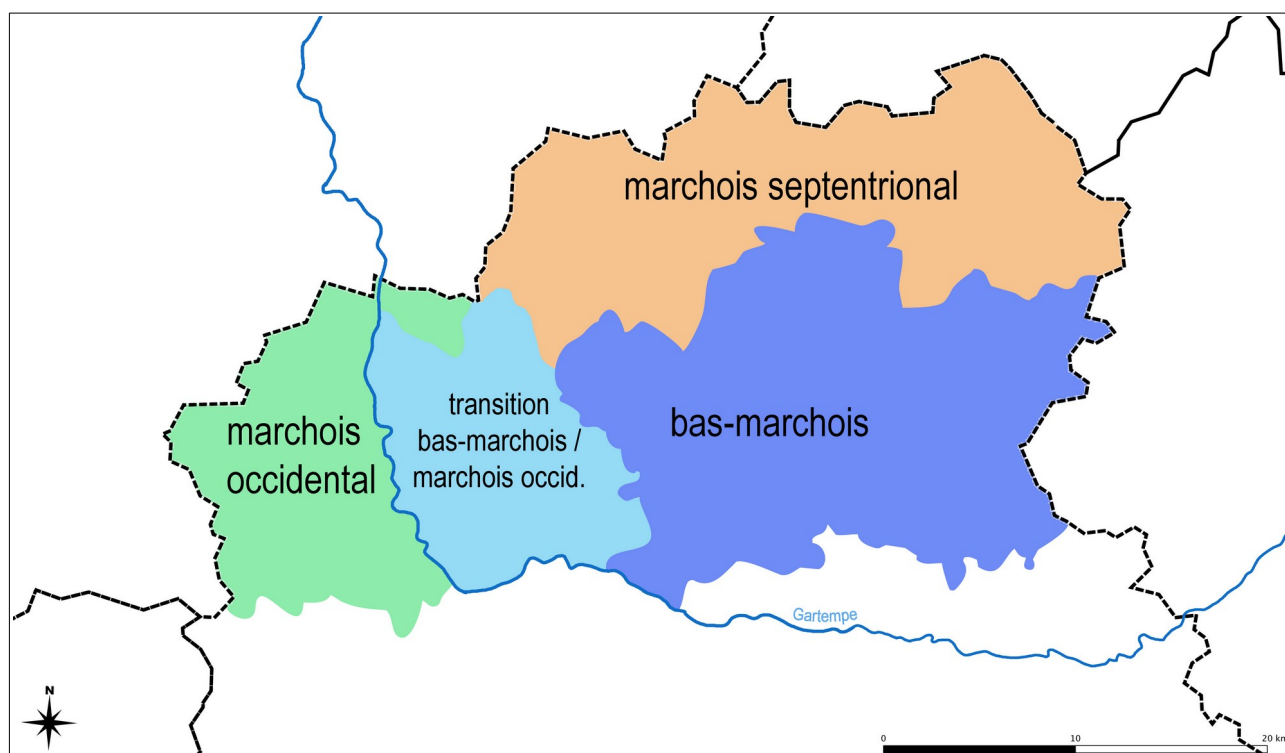 marchois septentrional
transition
bas-marchois /
marchois occid.
marchois
occidental
bas-marchois
Gartempe
N
0
10
20 km